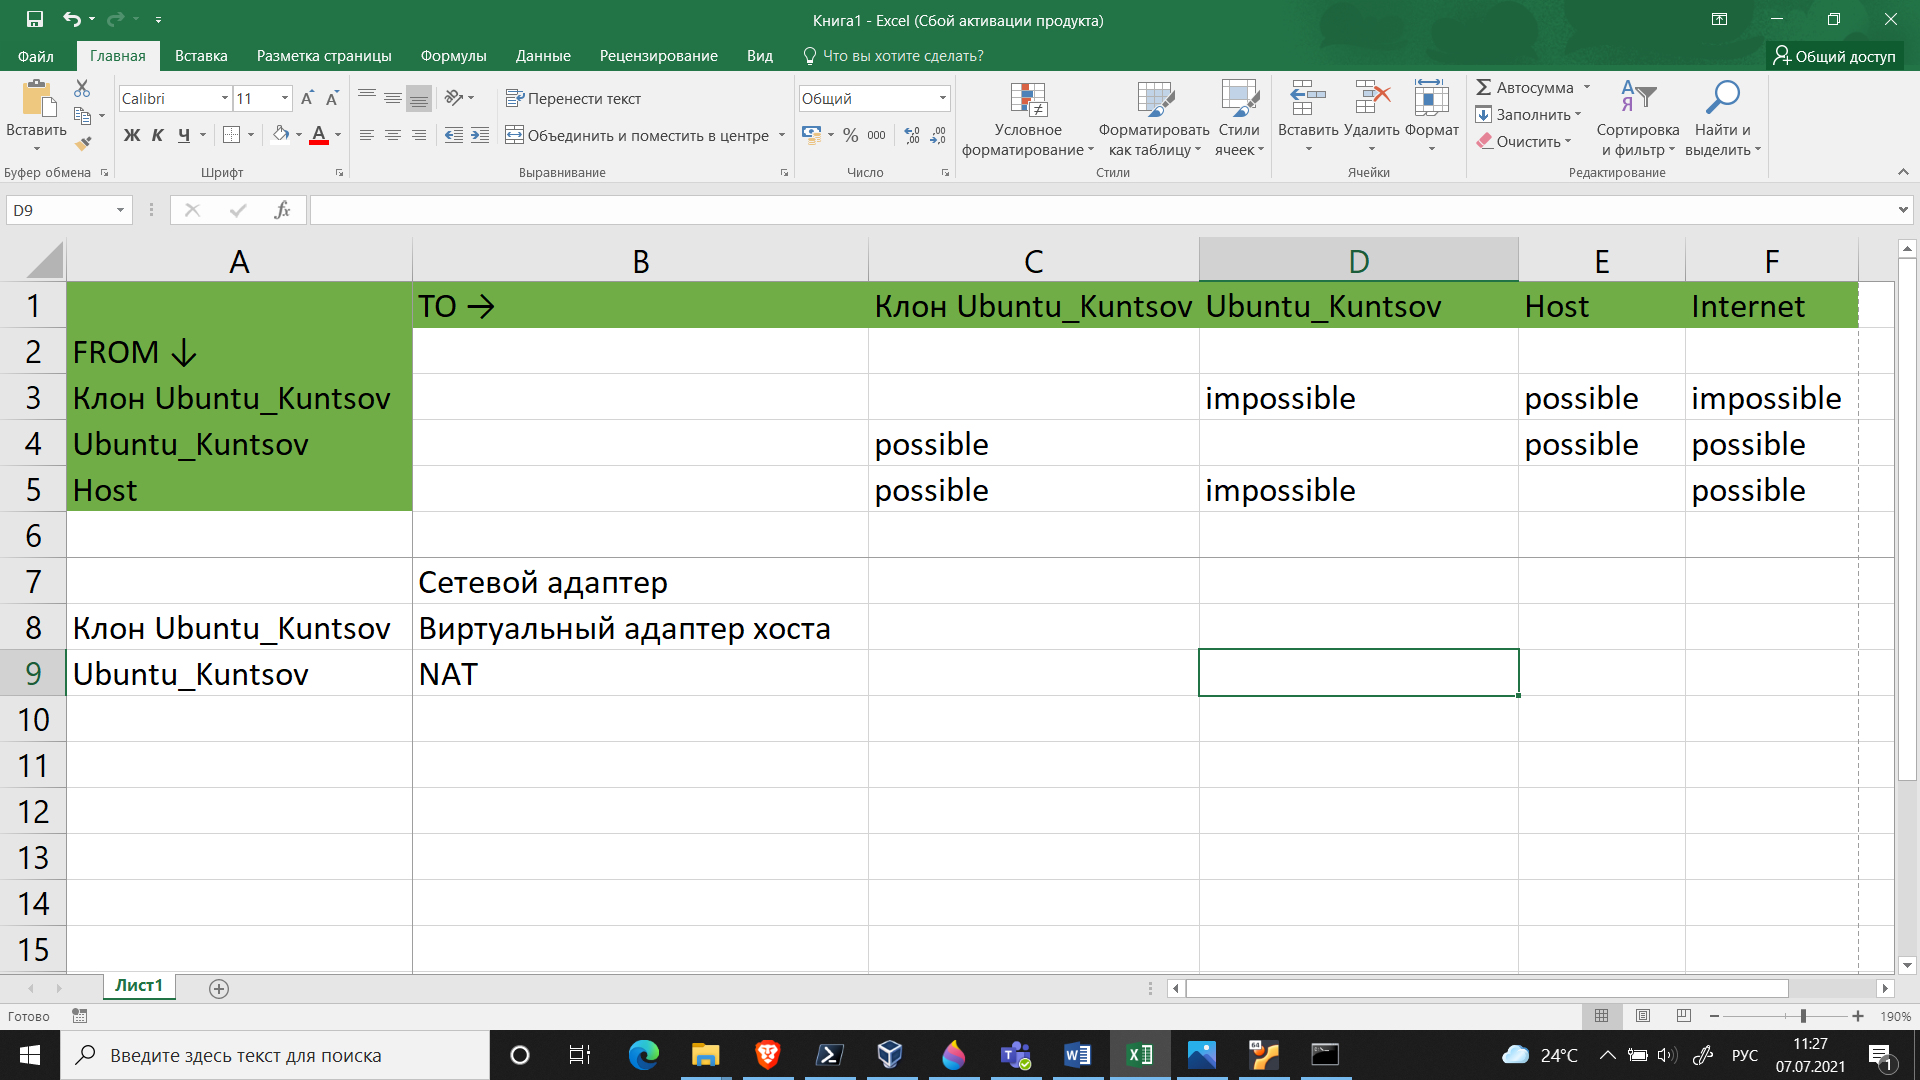 Книга1 - Excel (Сбой активации продукта)
Файл Главная Вставка Разметка страницы Формулы Данные Рецензирование Вид Что вы хотите сделать? Общий доступ
Вставить
Буфер обмена
Calibri 11
Ж К Ч А
Шрифт
Перенести текст
Объединить и поместить в центре
Выравнивание
Общий
% 000
Число
Условное форматирование
Форматировать как таблицу
Стили ячеек
Стили
Вставить Удалить Формат
Ячейки
Автосумма
Заполнить
Очистить
Сортировка и фильтр
Найти и выделить
Редактирование
D9 fx
A B C D E F
1 TO → Клон Ubuntu_Kuntsov Ubuntu_Kuntsov Host Internet
2 FROM ↓
3 Клон Ubuntu_Kuntsov impossible possible impossible
4 Ubuntu_Kuntsov possible possible possible
5 Host possible impossible possible
6
7 Сетевой адаптер
8 Клон Ubuntu_Kuntsov Виртуальный адаптер хоста
9 Ubuntu_Kuntsov NAT
10
11
12
13
14
15
Лист1
Готово 190%
Введите здесь текст для поиска 24°C РУС 11:27
07.07.2021 1